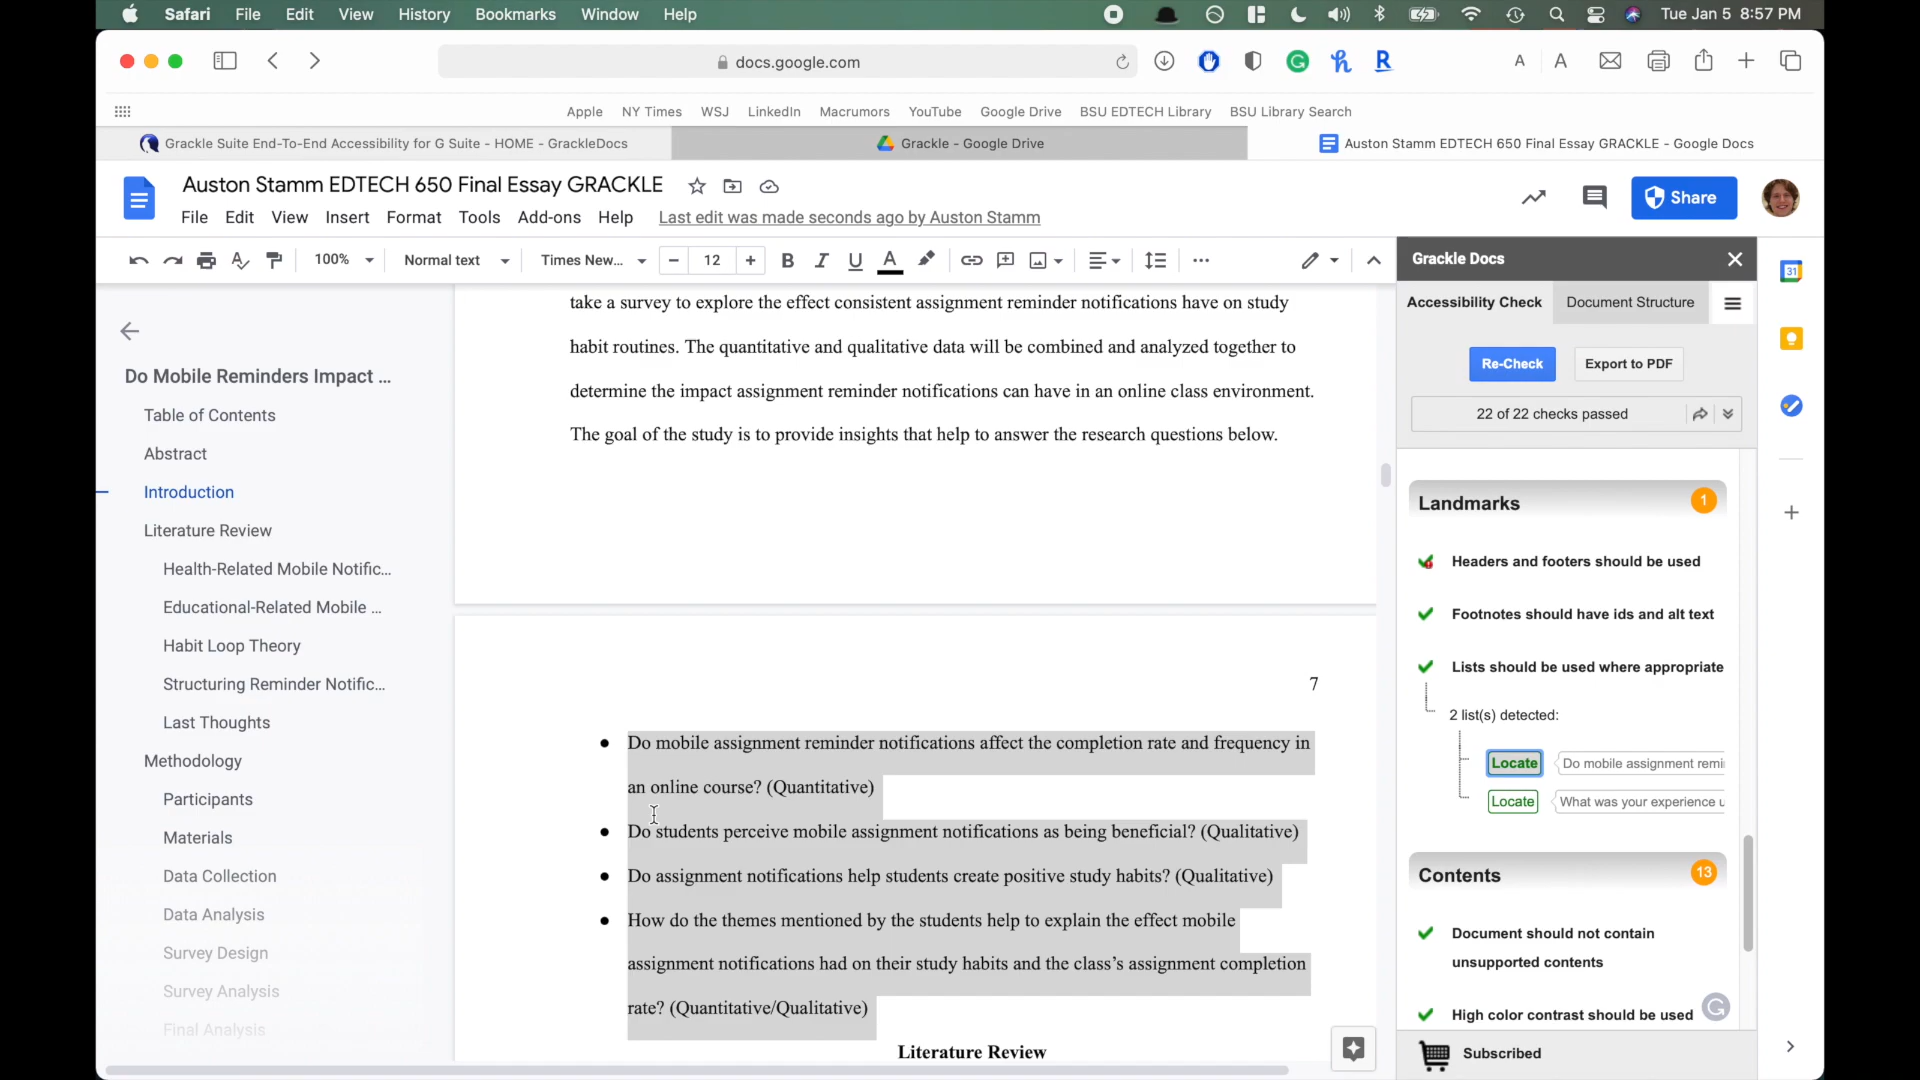 Safari File Edit View History Bookmarks Window Help Tue Jan 5 8:57 PM
docs.google.com
Apple NY Times WSJ LinkedIn Macrumors YouTube Google Drive BSU EDTECH Library BSU Library Search
Grackle Suite End-To-End Accessibility for G Suite - HOME - GrackleDocs
Grackle - Google Drive
Auston Stamm EDTECH 650 Final Essay GRACKLE - Google Docs
Auston Stamm EDTECH 650 Final Essay GRACKLE
Share
File Edit View Insert Format Tools Add-ons Help Last edit was made seconds ago by Auston Stamm
100% Normal text Times New... 12 B I U A
Do Mobile Reminders Impact ...
Table of Contents
Abstract
Introduction
Literature Review
Health-Related Mobile Notific...
Educational-Related Mobile ...
Habit Loop Theory
Structuring Reminder Notific...
Last Thoughts
Methodology
Participants
Materials
Data Collection
Data Analysis
Survey Design
Survey Analysis
Final Analysis
take a survey to explore the effect consistent assignment reminder notifications have on study
habit routines. The quantitative and qualitative data will be combined and analyzed together to
determine the impact assignment reminder notifications can have in an online class environment.
The goal of the study is to provide insights that help to answer the research questions below.
7
● Do mobile assignment reminder notifications affect the completion rate and frequency in
an online course? (Quantitative)
● Do students perceive mobile assignment notifications as being beneficial? (Qualitative)
● Do assignment notifications help students create positive study habits? (Qualitative)
● How do the themes mentioned by the students help to explain the effect mobile
assignment notifications had on their study habits and the class’s assignment completion
rate? (Quantitative/Qualitative)
Literature Review
Grackle Docs
Accessibility Check Document Structure
Re-Check Export to PDF
22 of 22 checks passed
Landmarks 1
Headers and footers should be used
Footnotes should have ids and alt text
Lists should be used where appropriate
2 list(s) detected:
Locate Do mobile assignment remi
Locate What was your experience u
Contents 13
Document should not contain
unsupported contents
High color contrast should be used
Subscribed
31